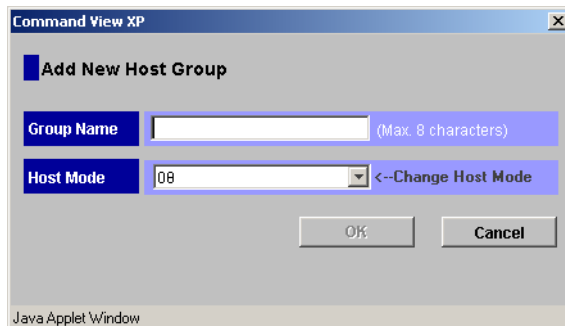 Command View XP
Add New Host Group
Group Name (Max. 8 characters)
Host Mode 08 <--Change Host Mode
OK Cancel
Java Applet Window